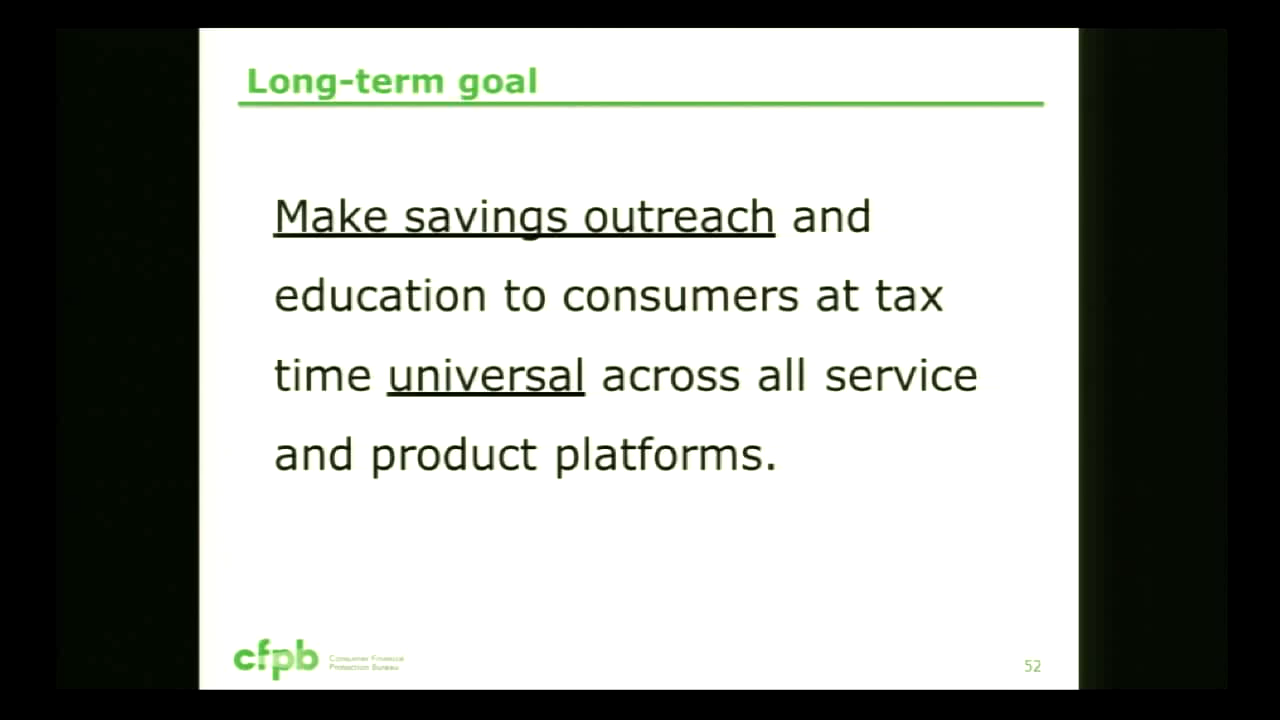 Long-term goal
Make savings outreach and
education to consumers at tax
time universal across all service
and product platforms.
cfpb
Consumer Financial
Protection Bureau
52